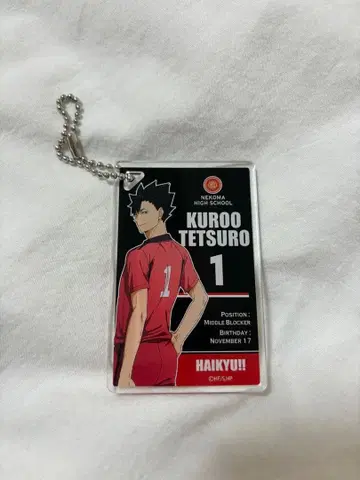 NEKOMA
HIGH SCHOOL
KUROO
TETSURO
1
1
POSITION:
MIDDLE BLOCKER
BIRTHDAY:
NOVEMBER 17
HAIKYU!!